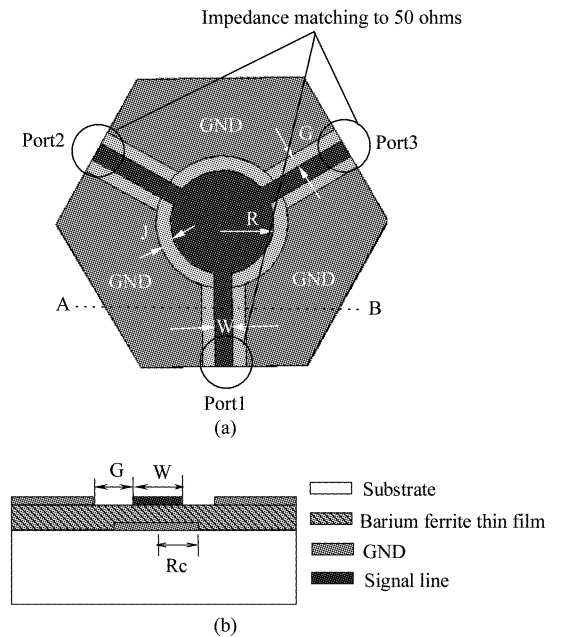 Impedance matching to 50 ohms
GND
G
Port2
Port3
R
J
GND
GND
A
B
W
Port1
(a)
G
W
Substrate
Barium ferrite thin film
Rc
GND
Signal line
(b)